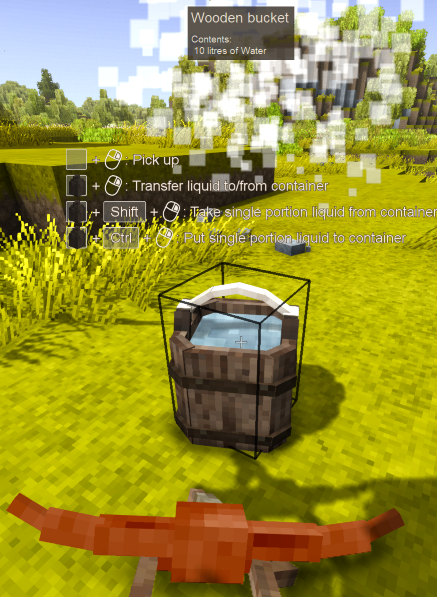 Wooden bucket
Contents:
10 litres of Water
+ : Pick up
+ : Transfer liquid to/from container
+ Shift + : Take single portion liquid from container
+ Ctrl + : Put single portion liquid to container